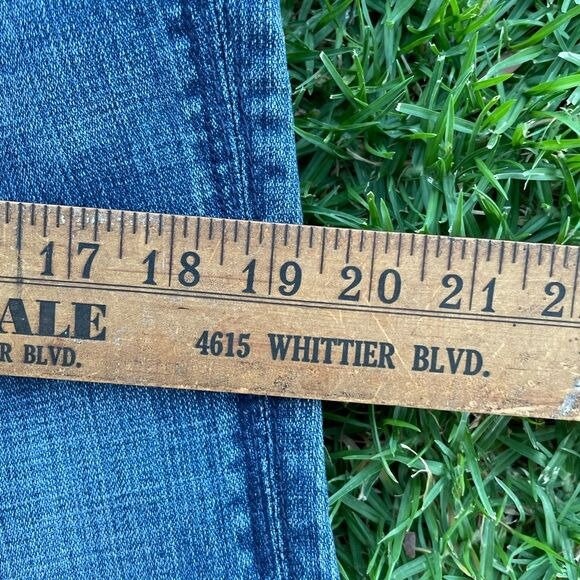 17 18 19 20 21 2
ALE 4615 WHITTIER BLVD.
R BLVD.